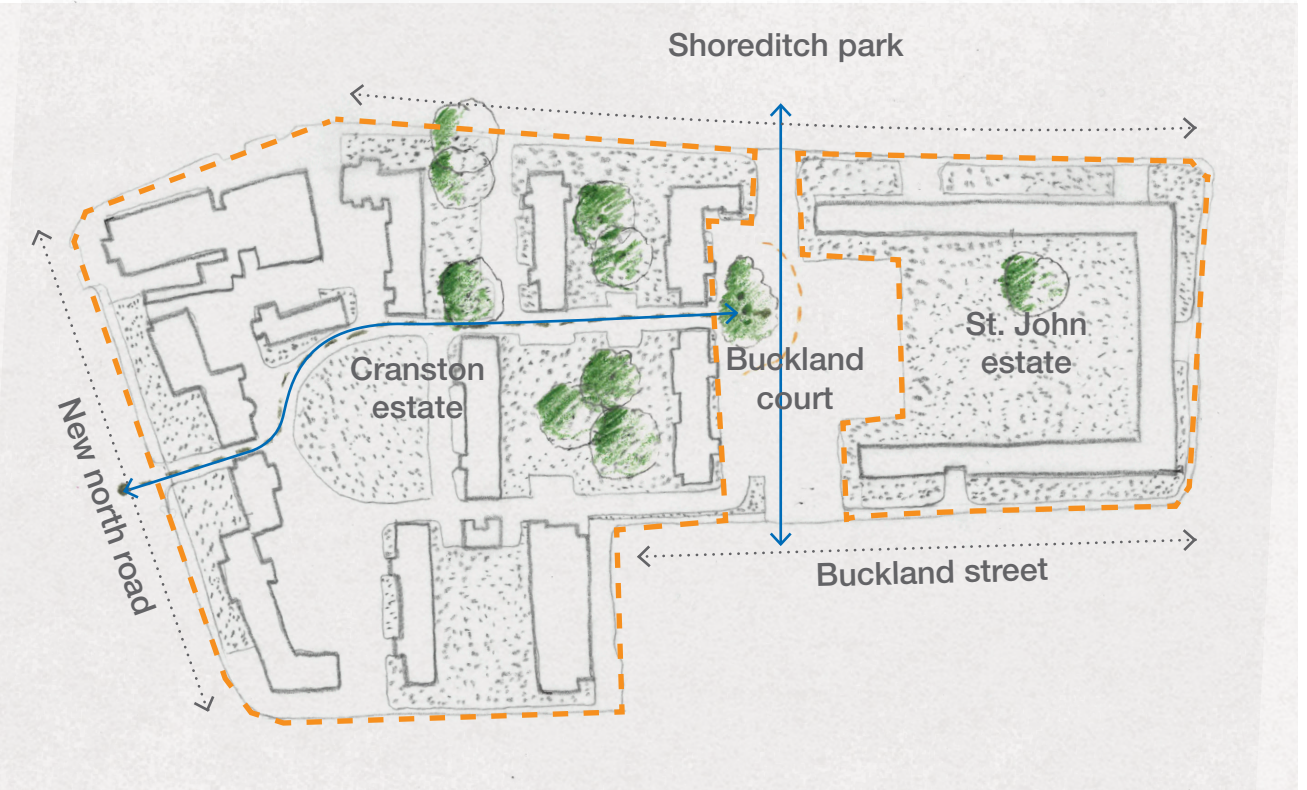 Shoreditch park
Cranston
estate
Buckland
court
St. John
estate
New north road
Buckland street